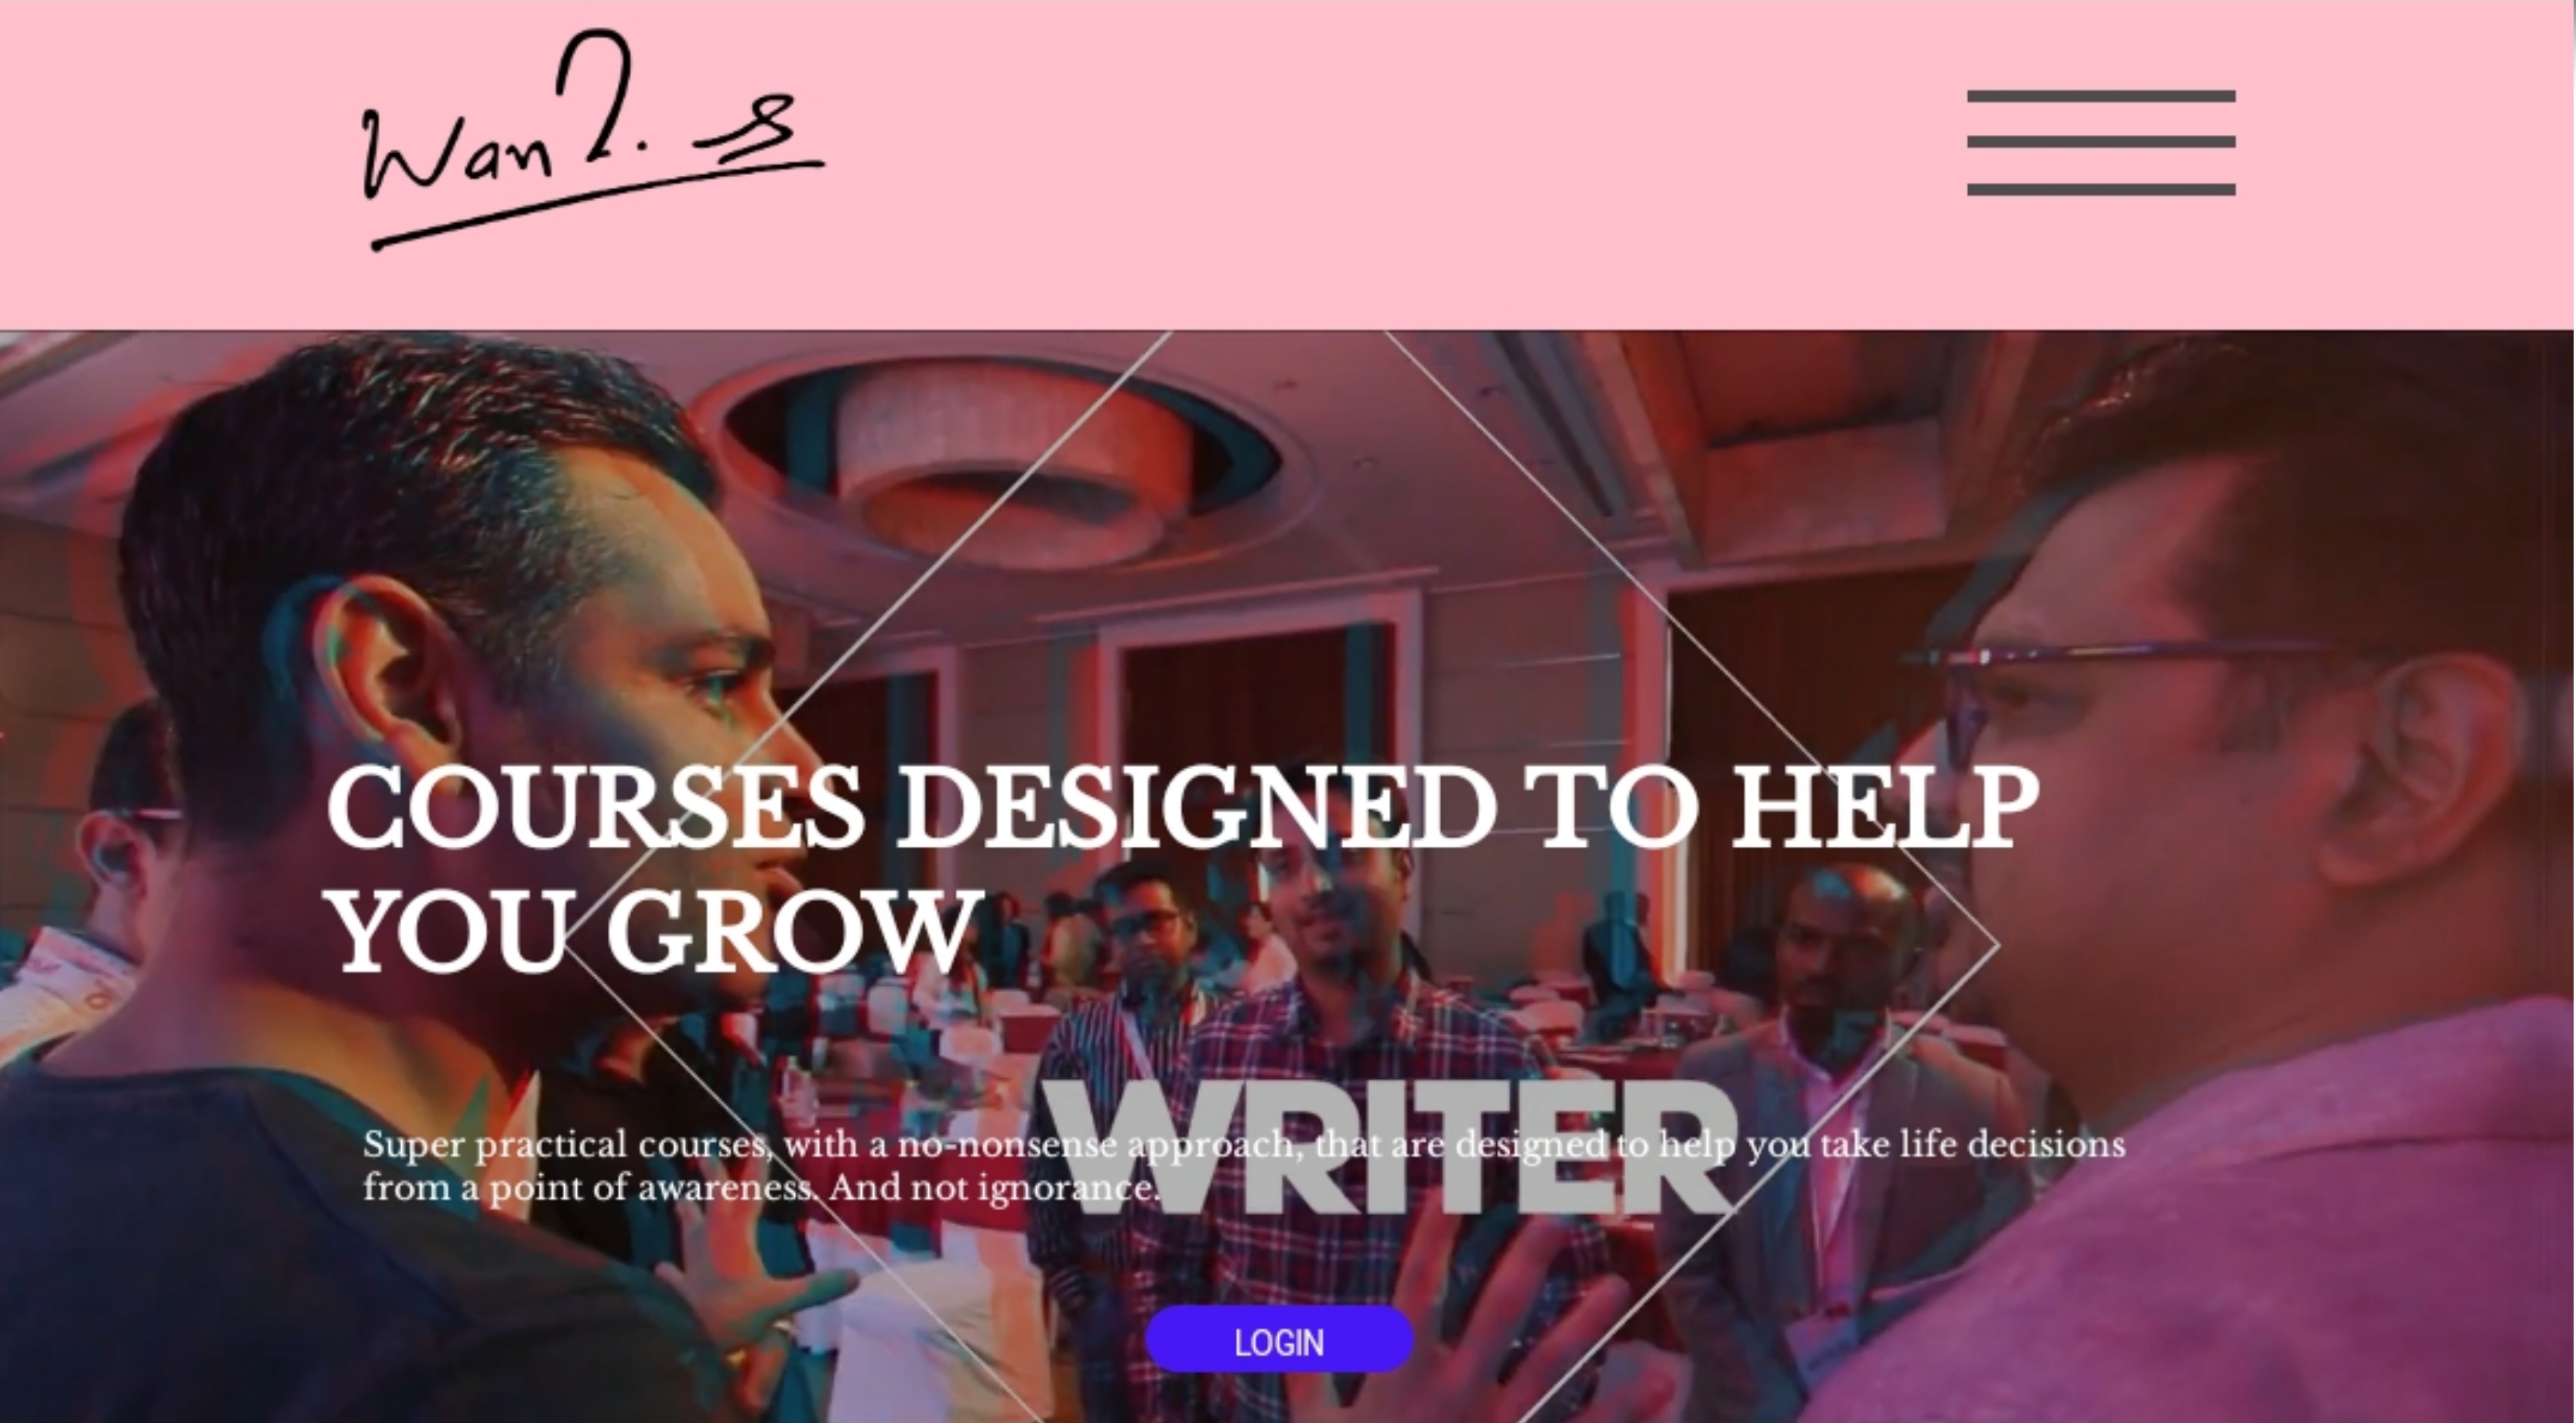 Wan
COURSES DESIGNED TO HELP
YOU GROW
WRITER
Super practical courses, with a no-nonsense approach, that are designed to help you take life decisions
from a point of awareness. And not ignorance.
LOGIN